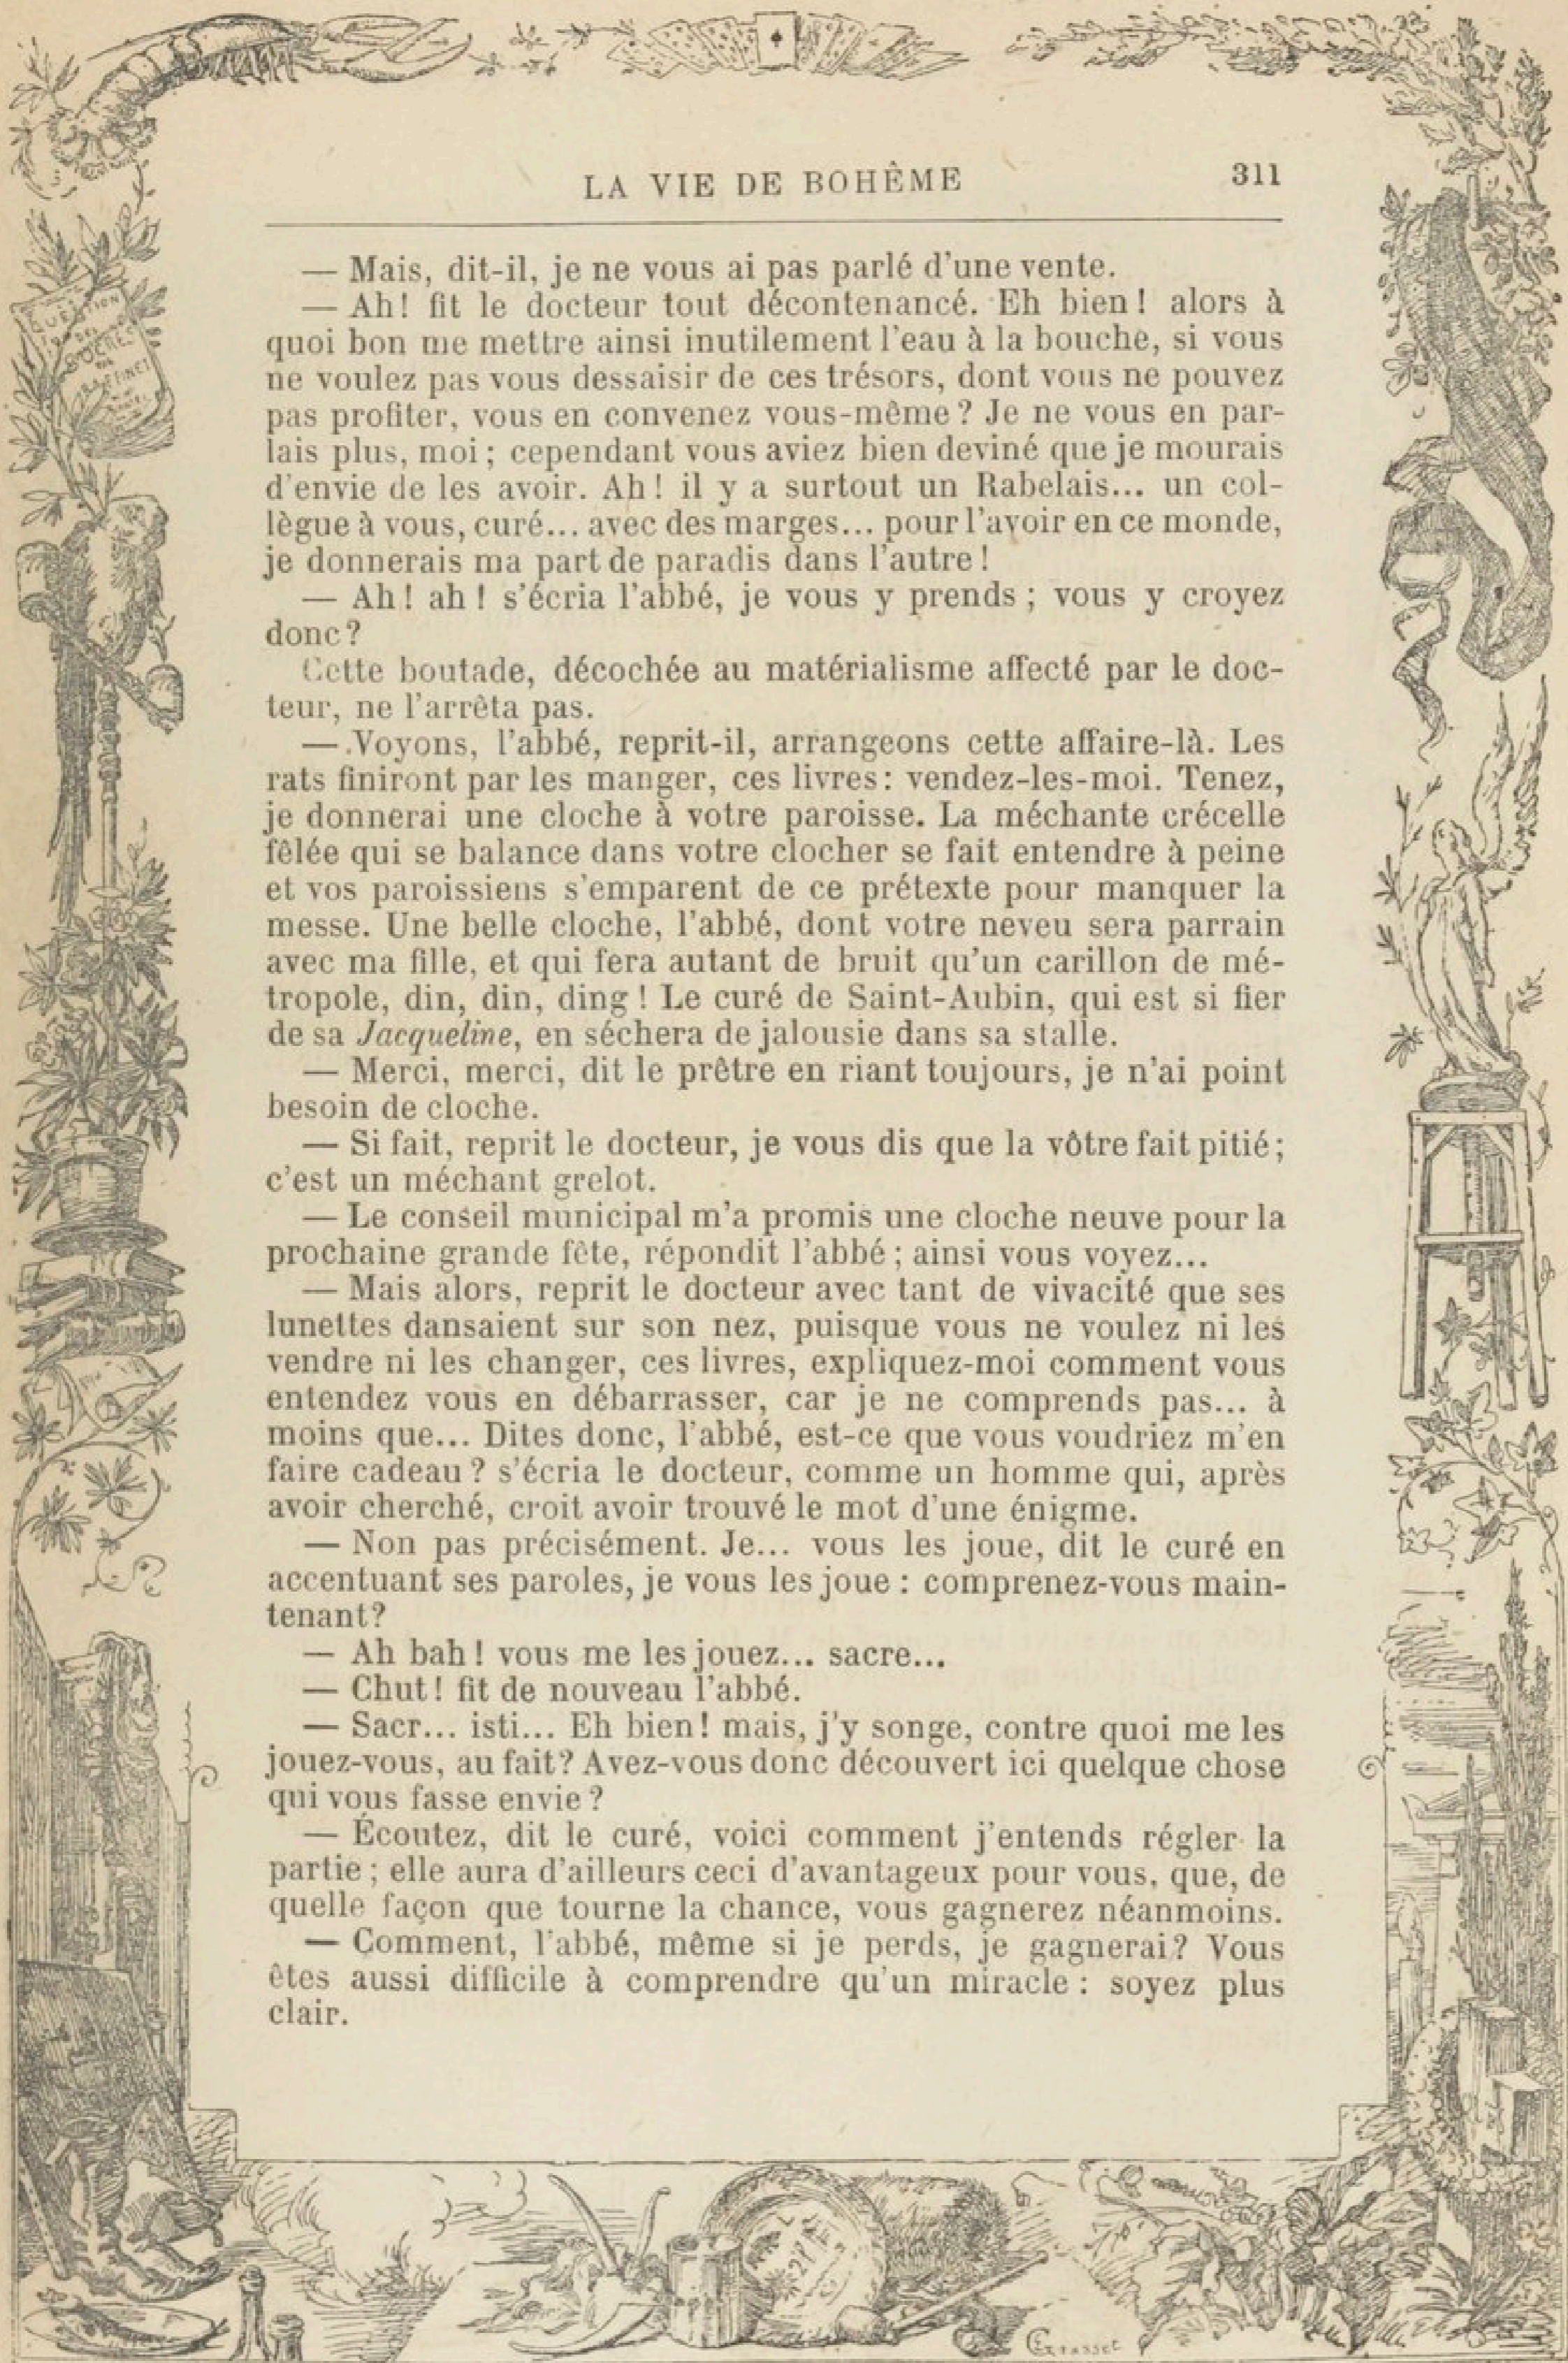 LA VIE DE BOHÊME
311
— Mais, dit-il, je ne vous ai pas parlé d'une vente.
— Ah! fit le docteur tout décontenancé. Eh bien! alors à
quoi bon me mettre ainsi inutilement l'eau à la bouche, si vous
ne voulez pas vous dessaisir de ces trésors, dont vous ne pouvez
pas profiter, vous en convenez vous-même? Je ne vous en par-
lais plus, moi; cependant vous aviez bien deviné que je mourais
d'envie de les avoir. Ah! il y a surtout un Rabelais... un col-
lègue à vous, curé... avec des marges... pour l'avoir en ce monde,
je donnerais ma part de paradis dans l'autre!
— Ah! ah! s'écria l'abbé, je vous y prends; vous y croyez
donc?
Cette boutade, décochée au matérialisme affecté par le doc-
teur, ne l'arrêta pas.
— Voyons, l'abbé, reprit-il, arrangeons cette affaire-là. Les
rats finiront par les manger, ces livres: vendez-les-moi. Tenez,
je donnerai une cloche à votre paroisse. La méchante crécelle
fêlée qui se balance dans votre clocher se fait entendre à peine
et vos paroissiens s'emparent de ce prétexte pour manquer la
messe. Une belle cloche, l'abbé, dont votre neveu sera parrain
avec ma fille, et qui fera autant de bruit qu'un carillon de mé-
tropole, din, din, ding! Le curé de Saint-Aubin, qui est si fier
de sa Jacqueline, en séchera de jalousie dans sa stalle.
— Merci, merci, dit le prêtre en riant toujours, je n'ai point
besoin de cloche.
— Si fait, reprit le docteur, je vous dis que la vôtre fait pitié;
c'est un méchant grelot.
— Le conseil municipal m'a promis une cloche neuve pour la
prochaine grande fête, répondit l'abbé; ainsi vous voyez...
— Mais alors, reprit le docteur avec tant de vivacité que ses
lunettes dansaient sur son nez, puisque vous ne voulez ni les
vendre ni les changer, ces livres, expliquez-moi comment vous
entendez vous en débarrasser, car je ne comprends pas... à
moins que... Dites donc, l'abbé, est-ce que vous voudriez m'en
faire cadeau? s'écria le docteur, comme un homme qui, après
avoir cherché, croit avoir trouvé le mot d'une énigme.
— Non pas précisément. Je... vous les joue, dit le curé en
accentuant ses paroles, je vous les joue : comprenez-vous main-
tenant?
— Ah bah! vous me les jouez... sacre...
— Chut! fit de nouveau l'abbé.
— Sacr... isti... Eh bien! mais, j'y songe, contre quoi me les
jouez-vous, au fait? Avez-vous donc découvert ici quelque chose
qui vous fasse envie?
— Écoutez, dit le curé, voici comment j'entends régler la
partie; elle aura d'ailleurs ceci d'avantageux pour vous, que, de
quelle façon que tourne la chance, vous gagnerez néanmoins.
— Comment, l'abbé, même si je perds, je gagnerai? Vous
êtes aussi difficile à comprendre qu'un miracle : soyez plus
clair.
QUESTION
DES
SUCRES
EGrasset